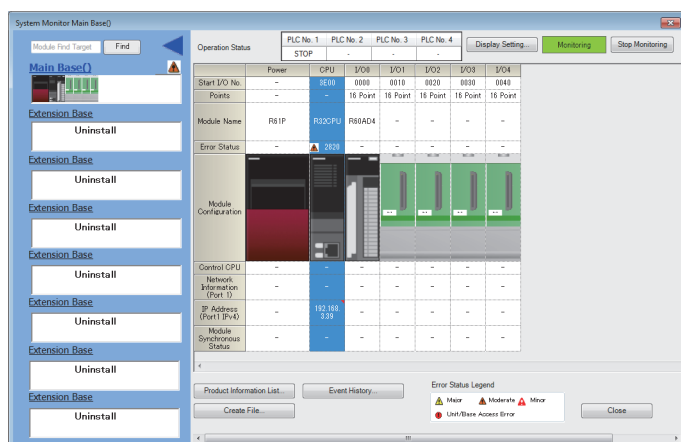 System Monitor Main Base()
Module Find Target Find
Operation Status
PLC No. 1 PLC No. 2 PLC No. 3 PLC No. 4
STOP - - -
Display Setting... Monitoring Stop Monitoring
Main Base()
Extension Base
Uninstall
Extension Base
Uninstall
Extension Base
Uninstall
Extension Base
Uninstall
Extension Base
Uninstall
Extension Base
Uninstall
Extension Base
Uninstall
Power CPU I/O0 I/O1 I/O2 I/O3 I/O4
Start I/O No. - 3E00 0000 0010 0020 0030 0040
Points - - 16 Point 16 Point 16 Point 16 Point 16 Point
Module Name R61P R32CPU R60AD4 - - - -
Error Status - 2820 - - - - -
Module
Configuration
Control CPU - - - - - - -
Network
Information
(Port 1) - - - - - - -
IP Address
(Port1 IPv4) - 192.168.
3.39 - - - - -
Module
Synchronous
Status - - - - - - -
Product Information List... Event History...
Create File...
Error Status Legend
Major Moderate Minor
Unit/Base Access Error
Close